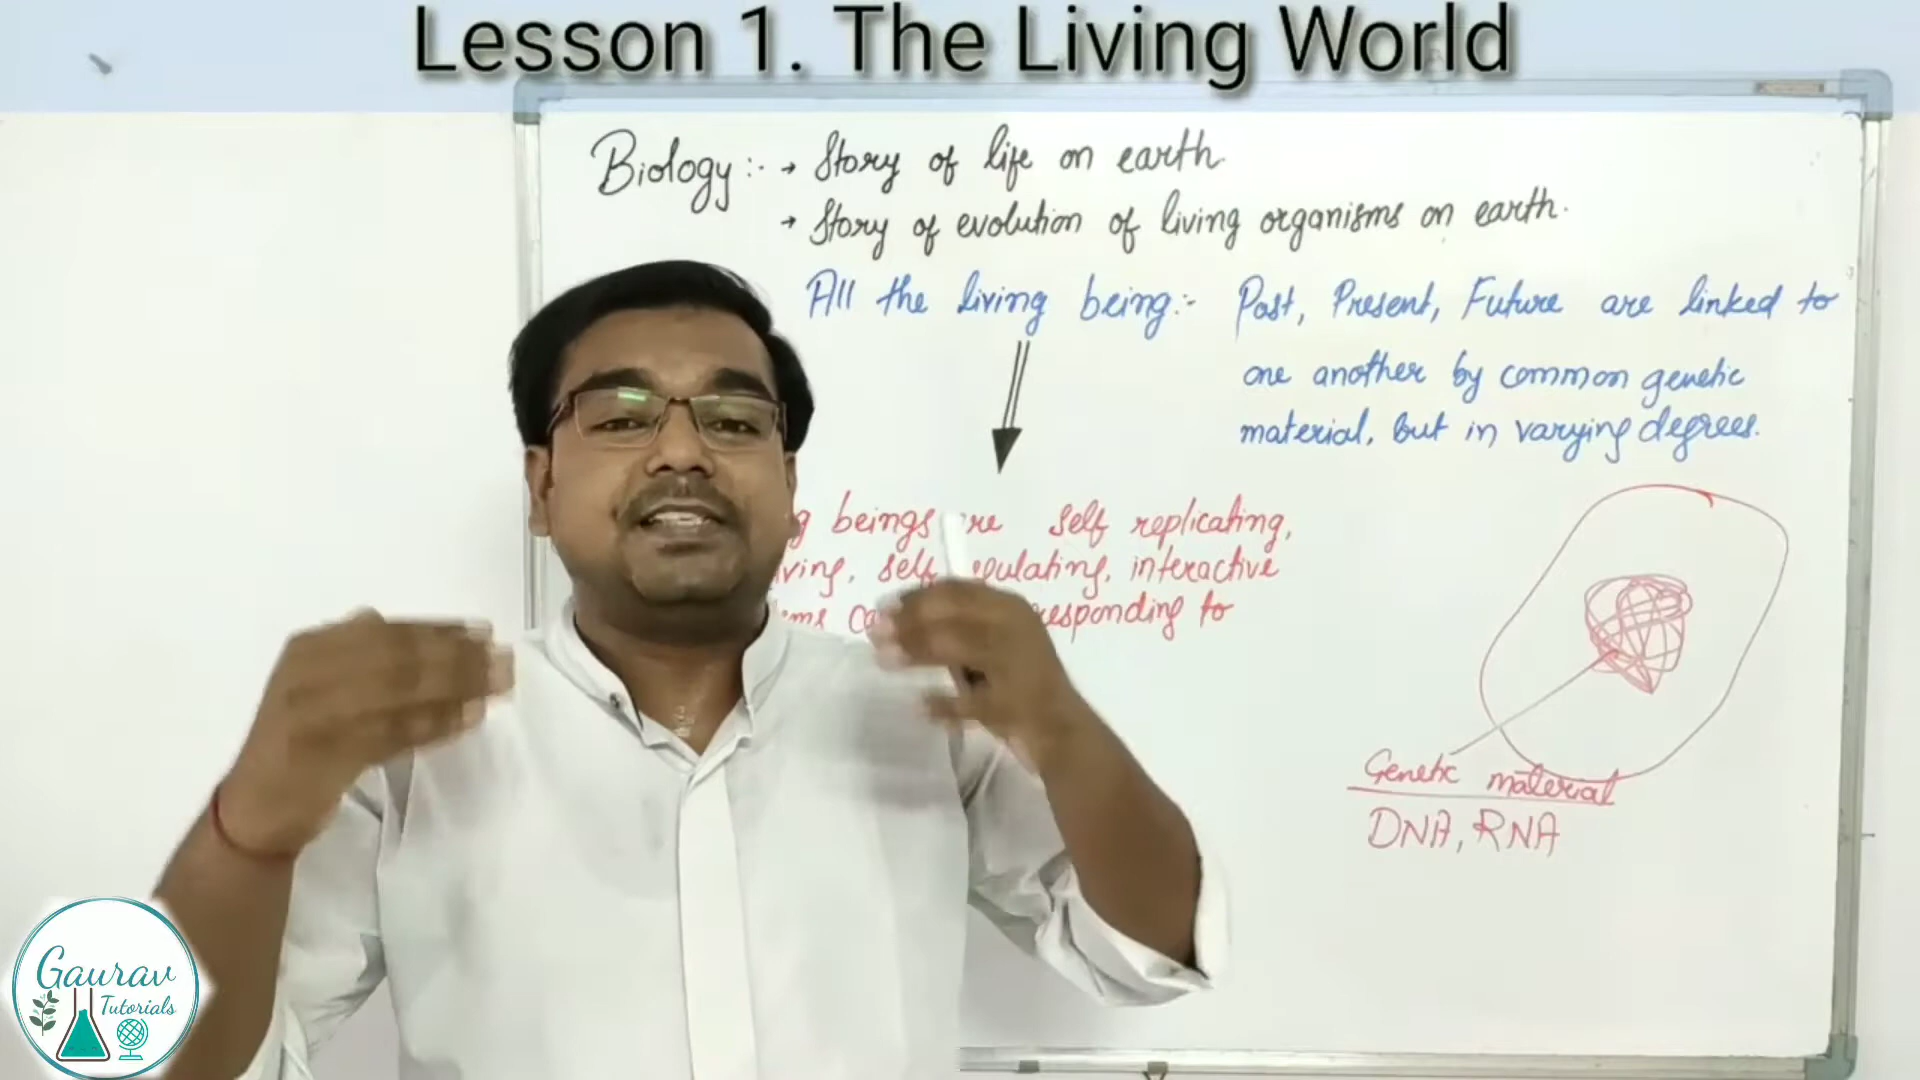 Lesson 1. The Living World
Biology:- → Story of life on earth.
→ Story of evolution of living organisms on earth.
All the living being:- Past, Present, Future are linked to
one another by common genetic
material, but in varying degrees.
beings self replicating,
self interactive
responding to
Genetic material
DNA, RNA
Gaurav
Tutorials